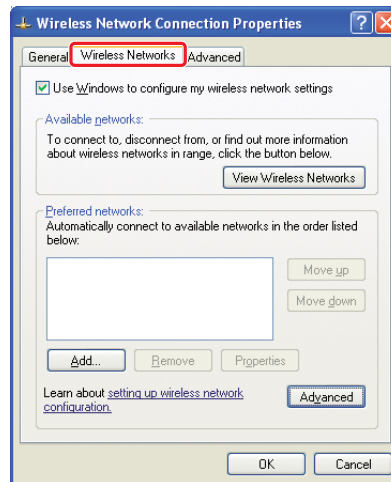 Wireless Network Connection Properties
General Wireless Networks Advanced
Use Windows to configure my wireless network settings
Available networks:
To connect to, disconnect from, or find out more information
about wireless networks in range, click the button below.
View Wireless Networks
Preferred networks:
Automatically connect to available networks in the order listed
below:
Move up
Move down
Add... Remove Properties
Learn about setting up wireless network
configuration.
Advanced
OK Cancel